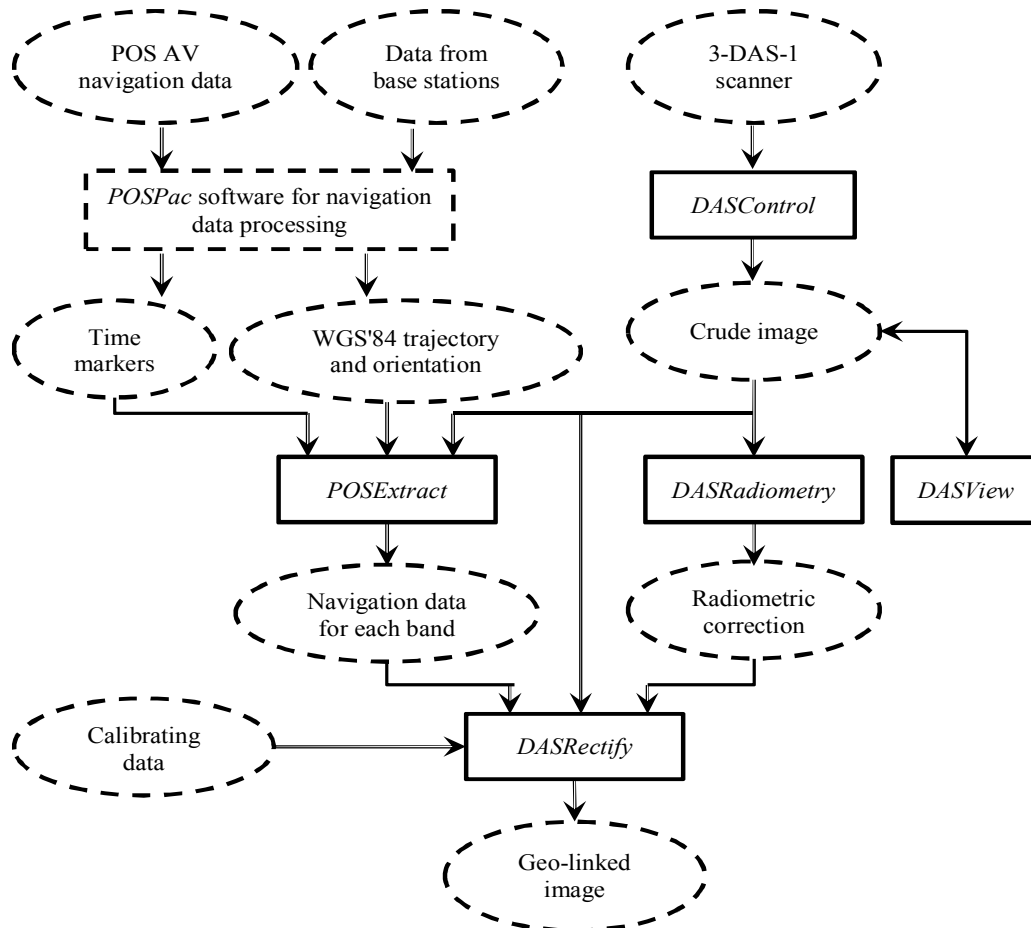 POS AV
navigation data
Data from
base stations
3-DAS-1
scanner
POSPac software for navigation
data processing
DASControl
Time
markers
WGS'84 trajectory
and orientation
Crude image
POSExtract
DASRadiometry
DASView
Navigation data
for each band
Radiometric
correction
Calibrating
data
DASRectify
Geo-linked
image